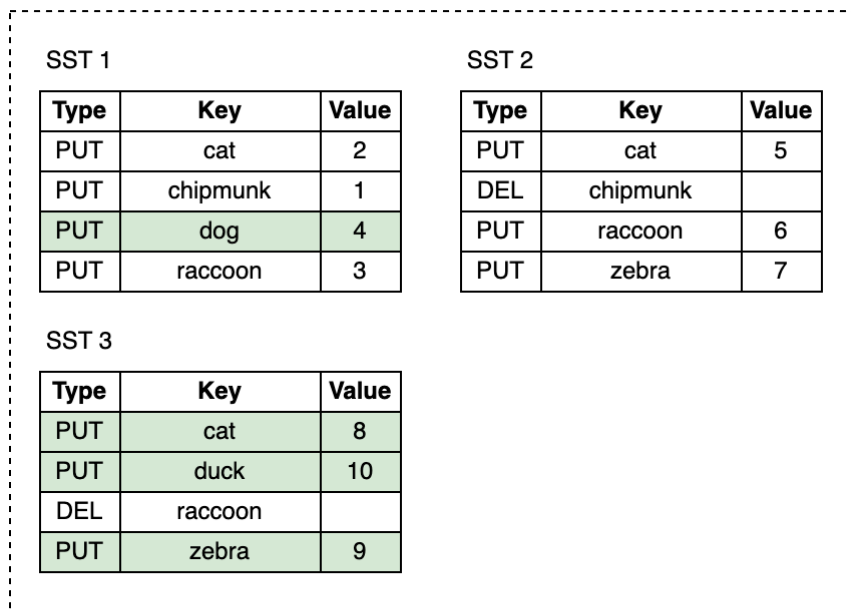 SST 1
Type Key Value
PUT cat 2
PUT chipmunk 1
PUT dog 4
PUT raccoon 3
SST 2
Type Key Value
PUT cat 5
DEL chipmunk
PUT raccoon 6
PUT zebra 7
SST 3
Type Key Value
PUT cat 8
PUT duck 10
DEL raccoon
PUT zebra 9